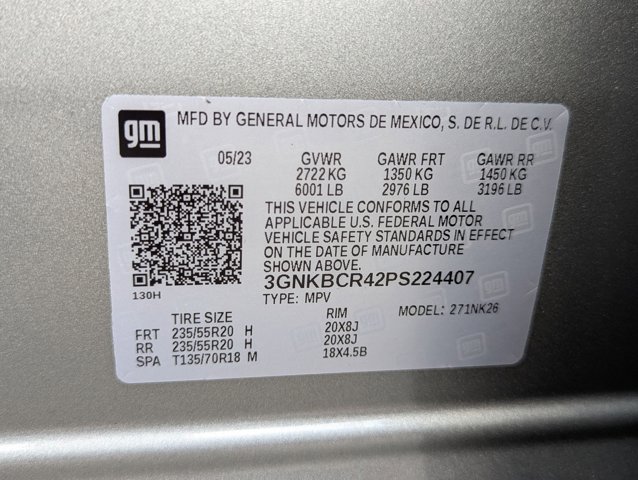 gm
MFD BY GENERAL MOTORS DE MEXICO, S. DE R.L. DE C.V.
05/23 GVWR GAWR FRT GAWR RR
2722 KG 1350 KG 1450 KG
6001 LB 2976 LB 3196 LB
THIS VEHICLE CONFORMS TO ALL
APPLICABLE U.S. FEDERAL MOTOR
VEHICLE SAFETY STANDARDS IN EFFECT
ON THE DATE OF MANUFACTURE
SHOWN ABOVE.
3GNKBCR42PS224407
130H
TYPE: MPV MODEL: 271NK26
TIRE SIZE RIM
FRT 235/55R20 H 20X8J
RR 235/55R20 H 20X8J
SPA T135/70R18 M 18X4.5B